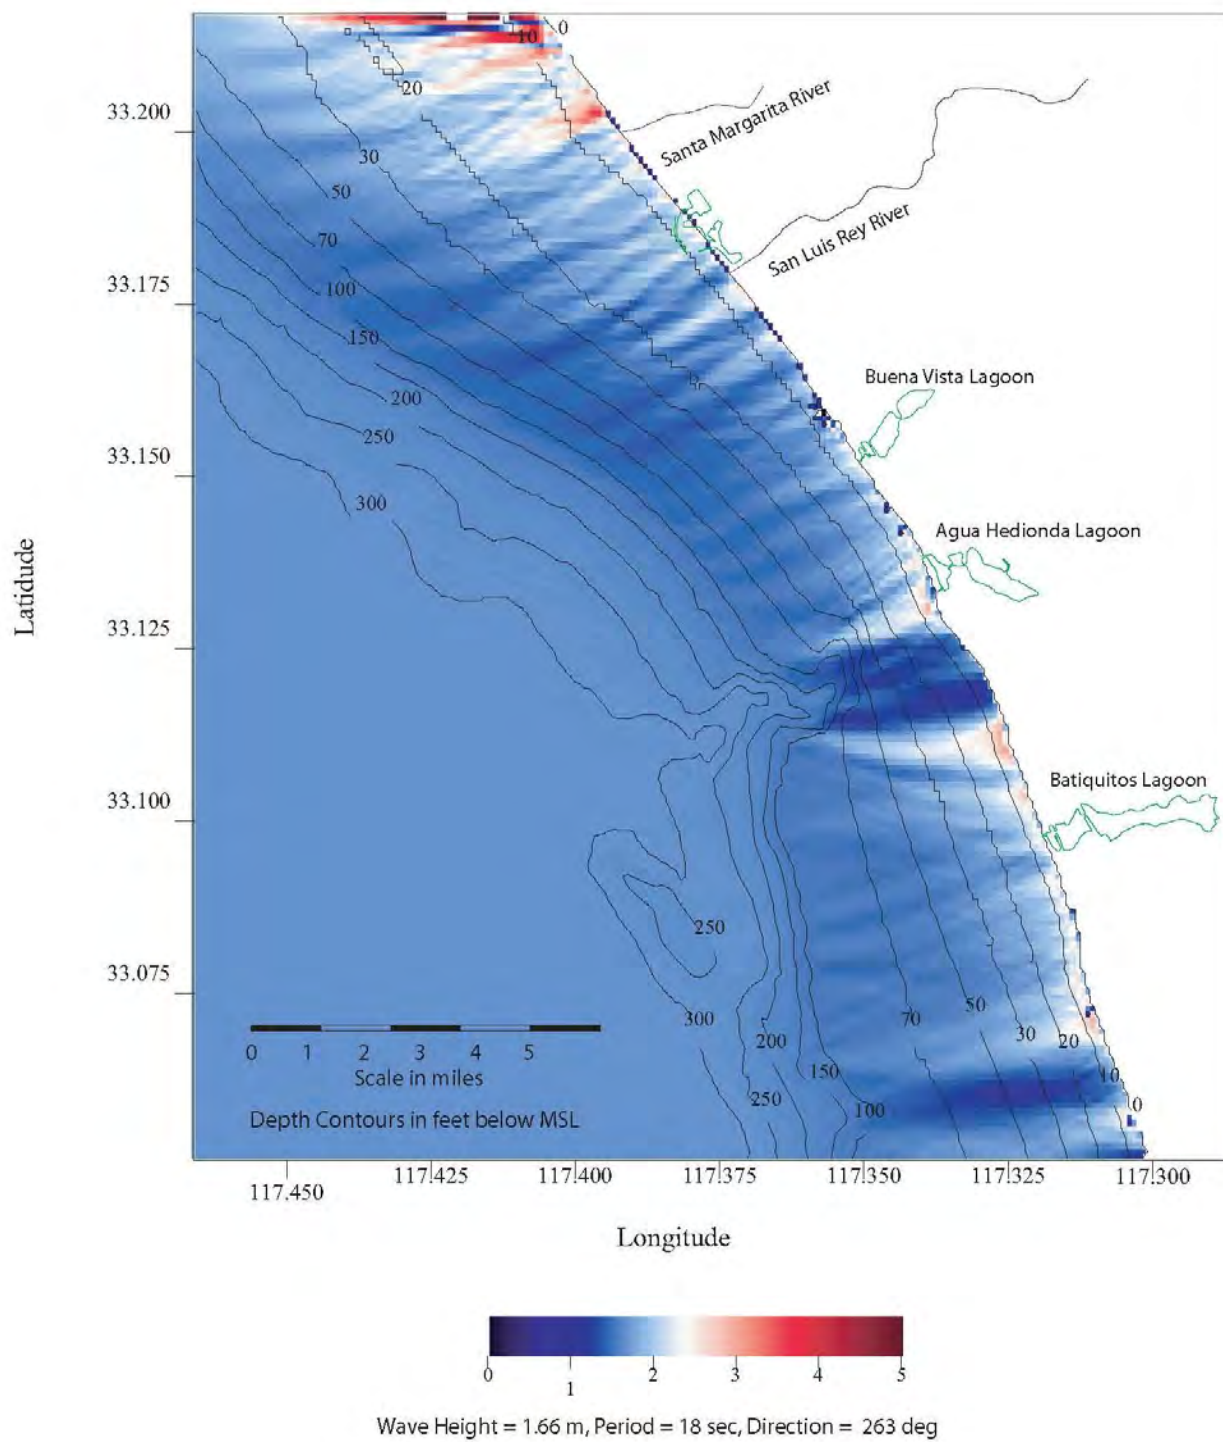 0
10
20
33.200
Santa Margarita River
30
50
70
San Luis Rey River
33.175
100
150
Buena Vista Lagoon
200
250
33.150
300
Agua Hedionda Lagoon
Latidude
33.125
Batiquitos Lagoon
33.100
250
33.075
300
200
150
250
100
70
50
30
20
10
0
0 1 2 3 4 5
Scale in miles
Depth Contours in feet below MSL
117.450 117.425 117.400 117.375 117.350 117.325 117.300
Longitude
0 1 2 3 4 5
Wave Height = 1.66 m, Period = 18 sec, Direction = 263 deg